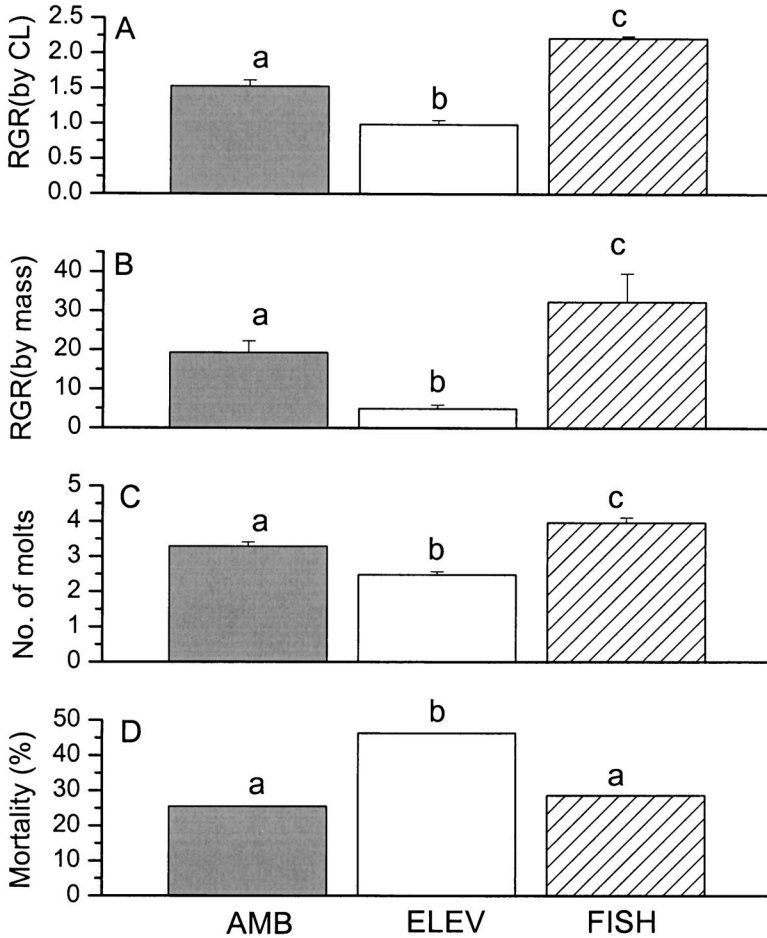 A
RGR(by CL)
2.5
2.0
1.5
1.0
0.5
0.0
a
b
c
B
RGR(by mass)
40
30
20
10
0
a
b
c
C
No. of molts
5
4
3
2
1
0
a
b
c
D
Mortality (%)
50
40
30
20
10
0
a
b
a
AMB ELEV FISH